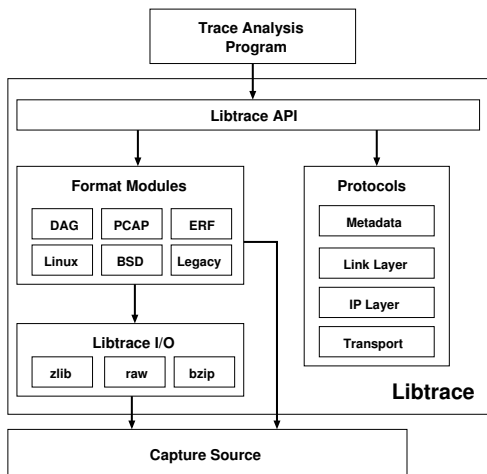 Trace Analysis
Program
Libtrace API
Format Modules
DAG
PCAP
ERF
Linux
BSD
Legacy
Protocols
Metadata
Link Layer
IP Layer
Transport
Libtrace I/O
zlib
raw
bzip
Libtrace
Capture Source